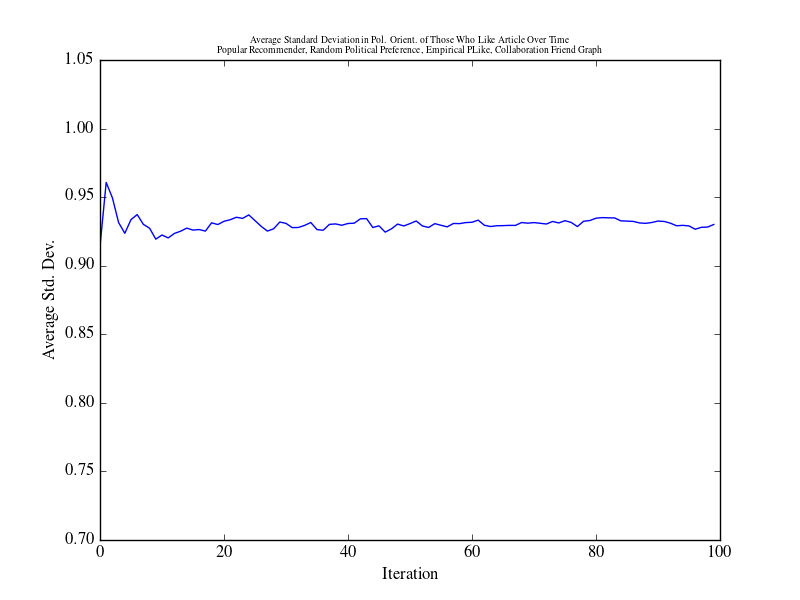 Average Standard Deviation in Pol. Orient. of Those Who Like Article Over Time
Popular Recommender, Random Political Preference, Empirical PLike, Collaboration Friend Graph
1.05
1.00
0.95
0.90
0.85
0.80
0.75
0.70
Average Std. Dev.
0 20 40 60 80 100
Iteration